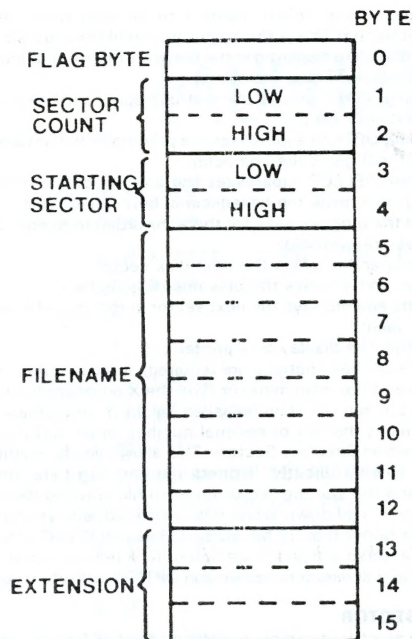 BYTE
FLAG BYTE 0
SECTOR COUNT LOW 1
HIGH 2
STARTING SECTOR LOW 3
HIGH 4
5
6
7
8
FILENAME 9
10
11
12
13
EXTENSION 14
15